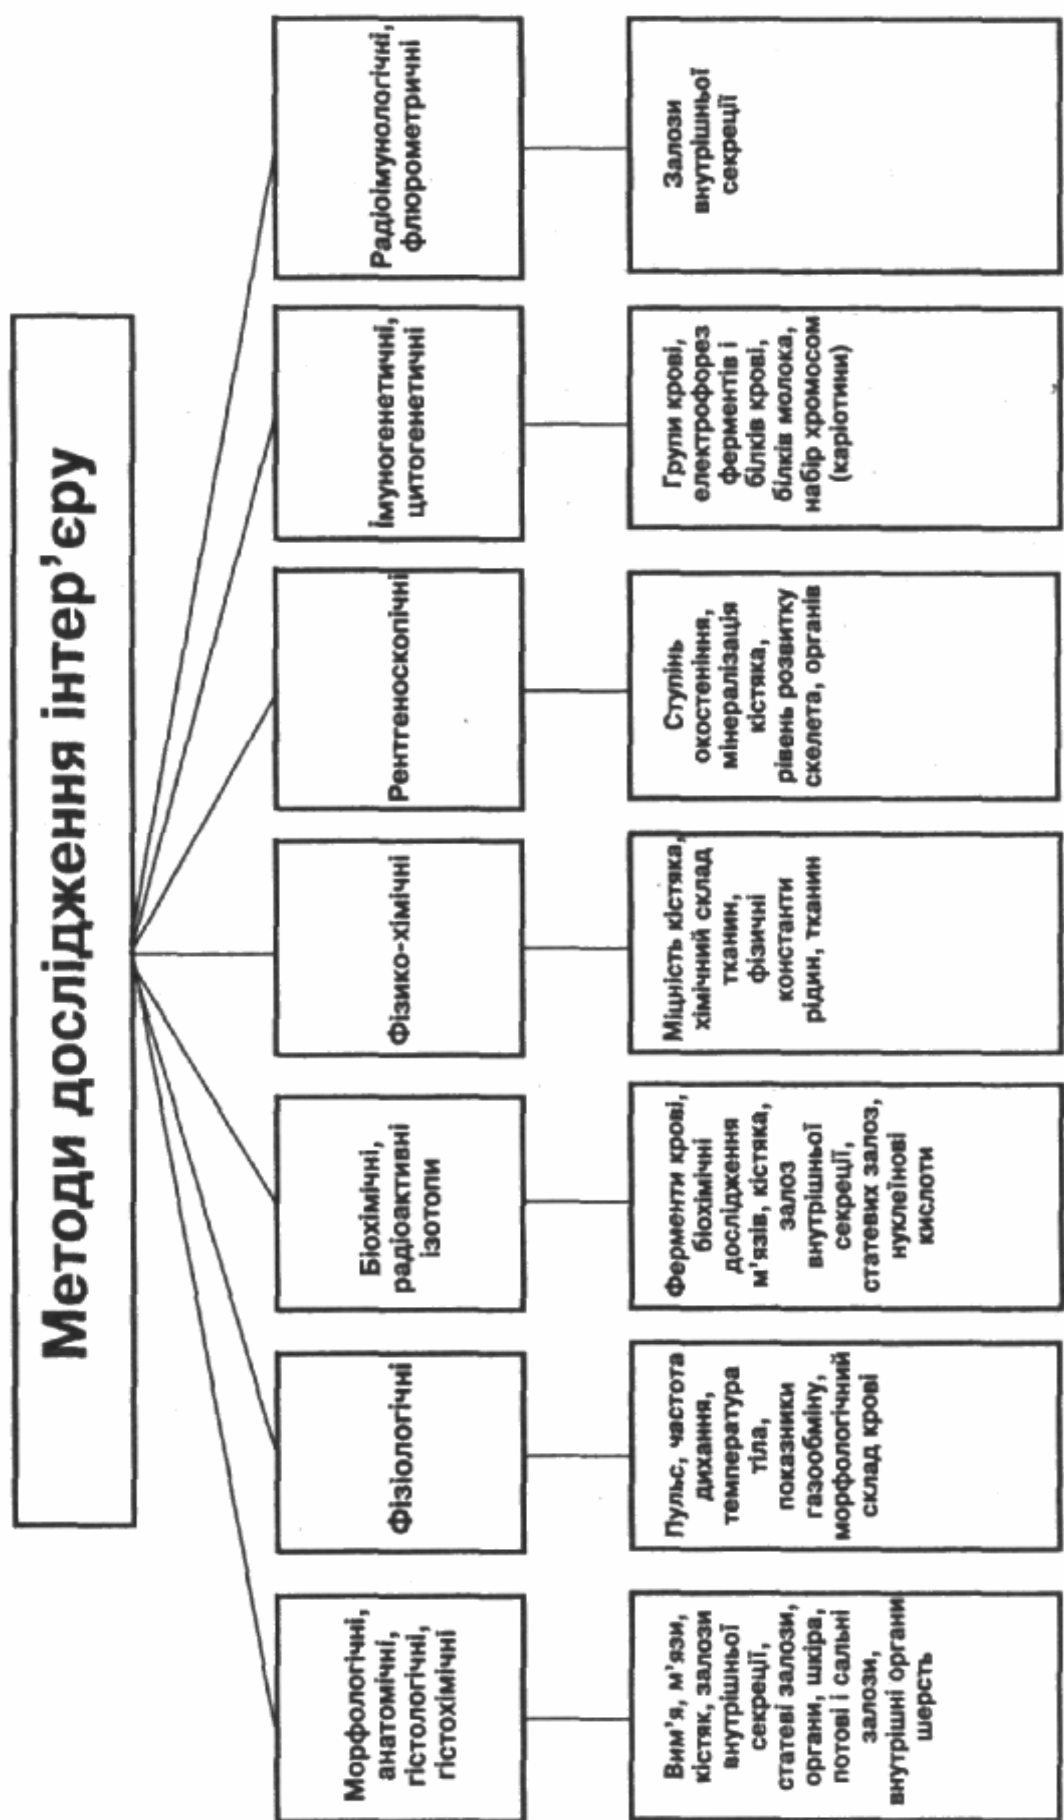 Методи дослідження інтер’єру
Морфологічні,
анатомічні,
гістологічні,
гістохімічні
Фізіологічні
Біохімічні,
радіоактивні
ізотопи
Фізико-хімічні
Рентгеноскопічні
Імуногенетичні,
цитогенетичні
Радіоімунологічні,
флюрометричні
Вим’я, м’язи,
кістяк, залози
внутрішньої
секреції,
статеві залози,
органи, шкіра,
потові і сальні
залози,
внутрішні органи
шерсть
Пульс, частота
дихання,
температура
тіла,
показники
газообміну,
морфологічний
склад крові
Ферменти крові,
біохімічні
дослідження
м’язів, кістяка,
залоз
внутрішньої
секреції,
статевих залоз,
нуклеїнові
кислоти
Міцність кістяка,
хімічний склад
тканин,
фізичні
константи
рідин, тканин
Ступінь
окостеніння,
мінералізація
кістяка,
рівень розвитку
скелета, органів
Групи крові,
електрофорез
ферментів і
білків крові,
білків молока,
набір хромосом
(каріотини)
Залози
внутрішньої
секреції